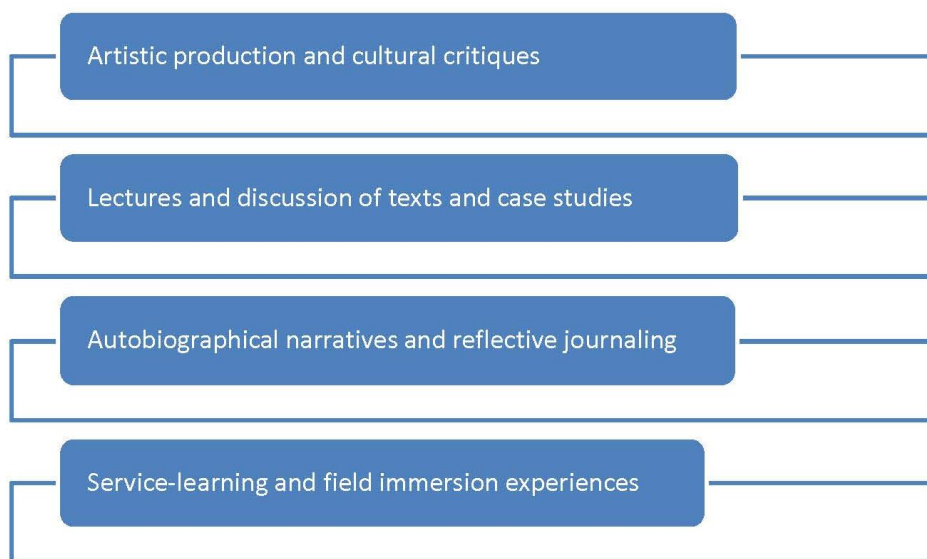 Artistic production and cultural critiques
Lectures and discussion of texts and case studies
Autobiographical narratives and reflective journaling
Service-learning and field immersion experiences